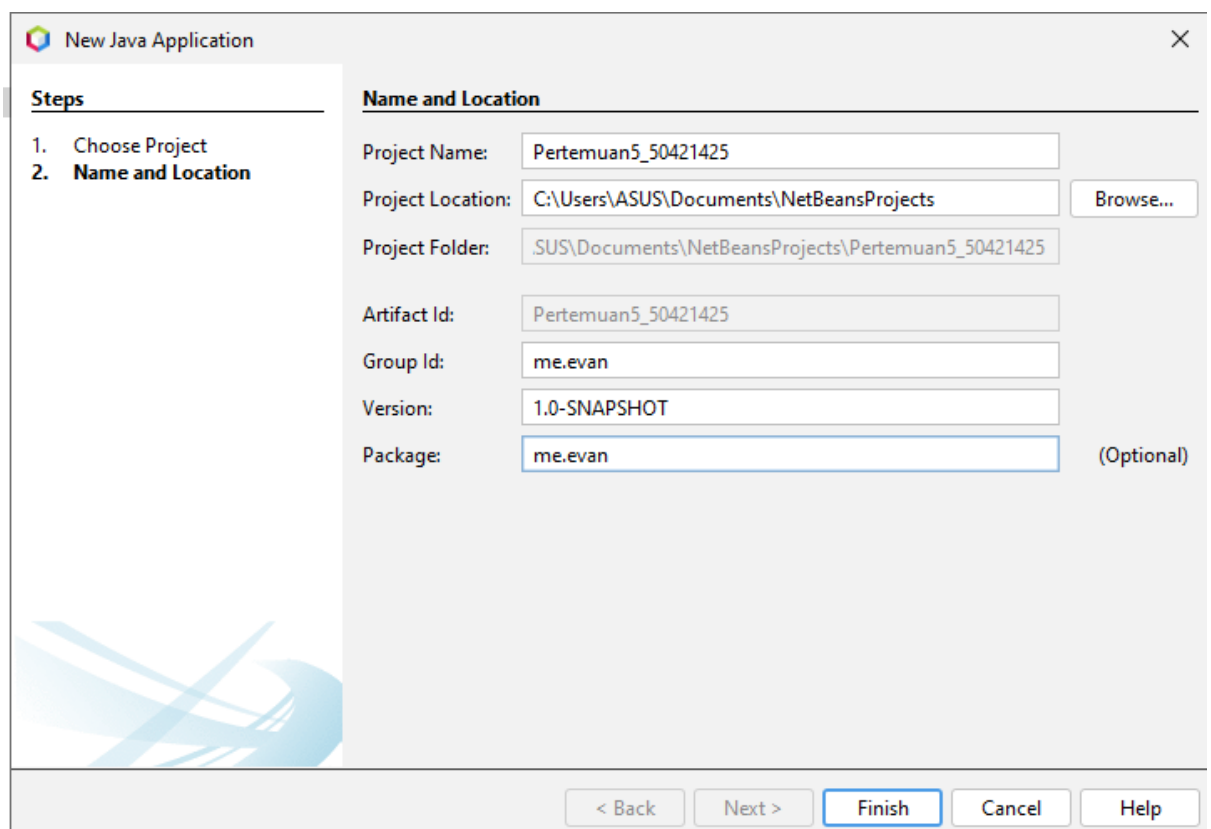 New Java Application
Steps
1. Choose Project
2. Name and Location
Name and Location
Project Name: Pertemuan5_50421425
Project Location: C:\Users\ASUS\Documents\NetBeansProjects Browse...
Project Folder: .SUS\Documents\NetBeansProjects\Pertemuan5_50421425
Artifact Id: Pertemuan5_50421425
Group Id: me.evan
Version: 1.0-SNAPSHOT
Package: me.evan (Optional)
< Back Next > Finish Cancel Help